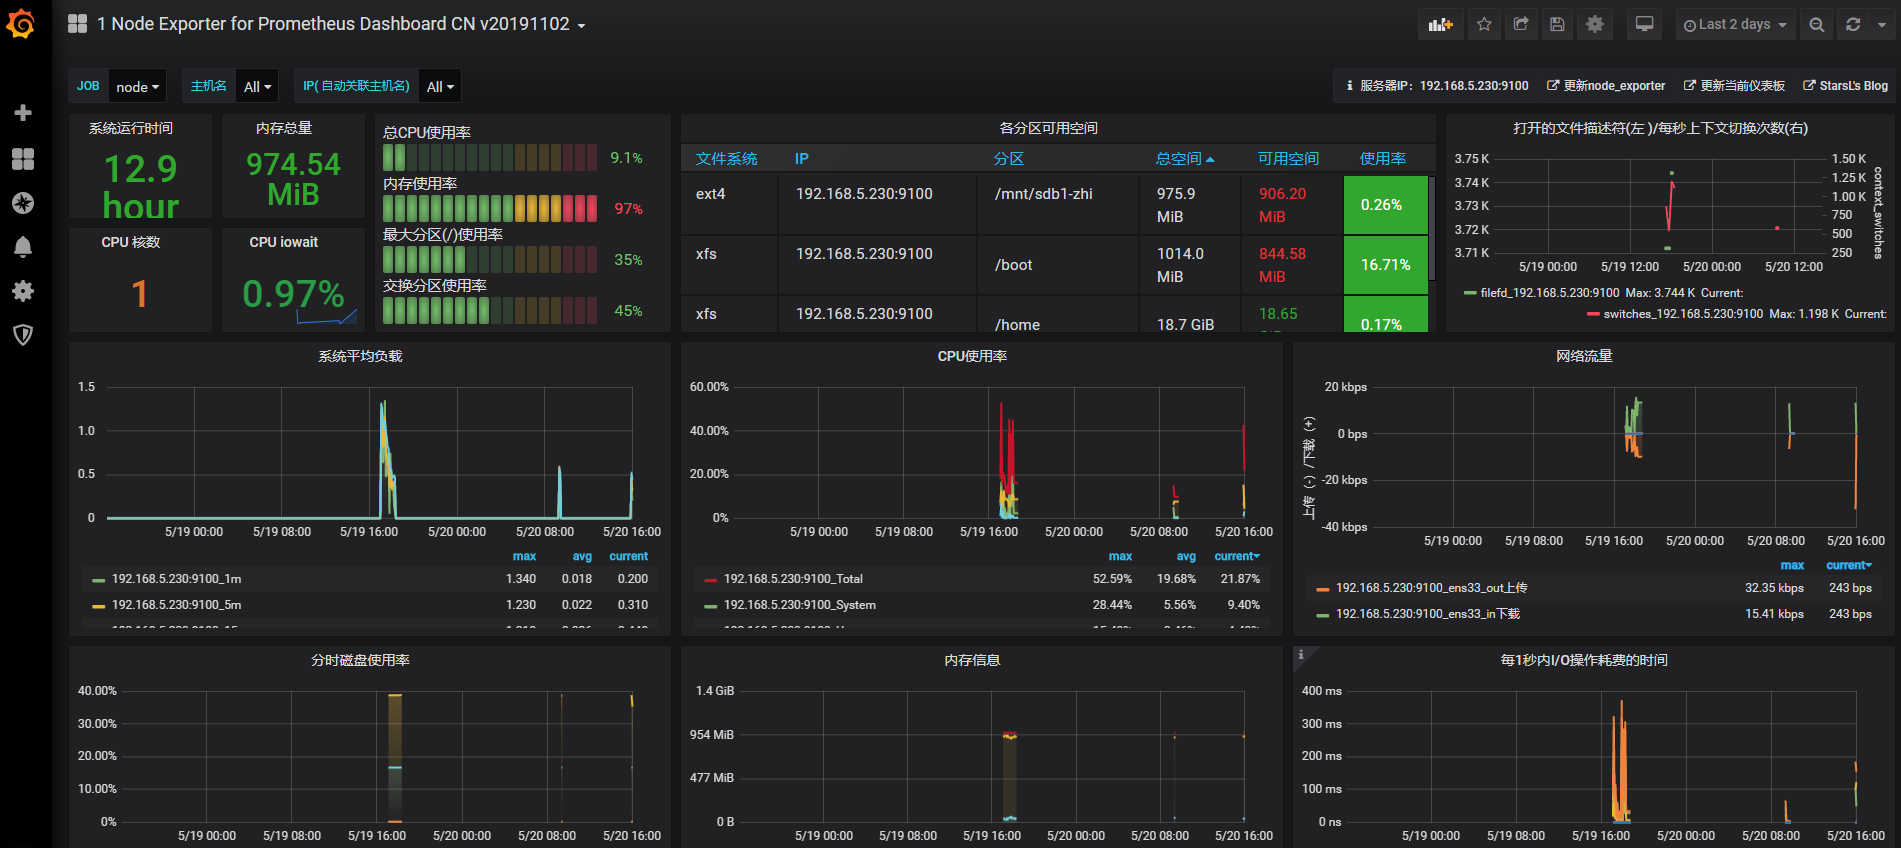 1 Node Exporter for Prometheus Dashboard CN v20191102
Last 2 days
JOB node 主机名 All IP( 自动关联主机名) All
服务器IP：192.168.5.230:9100 更新node_exporter 更新当前仪表板 StarsL's Blog
系统运行时间
12.9
hour
内存总量
974.54
MiB
CPU 核数
1
CPU iowait
0.97%
总CPU使用率
9.1%
内存使用率
97%
最大分区(/)使用率
35%
交换分区使用率
45%
各分区可用空间
文件系统 IP 分区 总空间 可用空间 使用率
ext4 192.168.5.230:9100 /mnt/sdb1-zhi 975.9 MiB 906.20 MiB 0.26%
xfs 192.168.5.230:9100 /boot 1014.0 MiB 844.58 MiB 16.71%
xfs 192.168.5.230:9100 /home 18.7 GiB 18.65 0.17%
打开的文件描述符(左 )/每秒上下文切换次数(右)
3.75 K
3.74 K
3.73 K
3.72 K
3.71 K
1.50 K
1.25 K
1.00 K
750
500
250
context_switches
5/19 00:00 5/19 12:00 5/20 00:00 5/20 12:00
filefd_192.168.5.230:9100 Max: 3.744 K Current:
switches_192.168.5.230:9100 Max: 1.198 K Current:
系统平均负载
1.5
1.0
0.5
0
5/19 00:00 5/19 08:00 5/19 16:00 5/20 00:00 5/20 08:00 5/20 16:00
max avg current
192.168.5.230:9100_1m 1.340 0.018 0.200
192.168.5.230:9100_5m 1.230 0.022 0.310
CPU使用率
60.00%
40.00%
20.00%
0%
5/19 00:00 5/19 08:00 5/19 16:00 5/20 00:00 5/20 08:00 5/20 16:00
max avg current
192.168.5.230:9100_Total 52.59% 19.68% 21.87%
192.168.5.230:9100_System 28.44% 5.56% 9.40%
网络流量
上传（-）/下载（+）
20 kbps
0 bps
-20 kbps
-40 kbps
5/19 00:00 5/19 08:00 5/19 16:00 5/20 00:00 5/20 08:00 5/20 16:00
max current
192.168.5.230:9100_ens33_out上传 32.35 kbps 243 bps
192.168.5.230:9100_ens33_in下载 15.41 kbps 243 bps
分时磁盘使用率
40.00%
30.00%
20.00%
10.00%
0%
5/19 00:00 5/19 08:00 5/19 16:00 5/20 00:00 5/20 08:00 5/20 16:00
内存信息
1.4 GiB
954 MiB
477 MiB
0 B
5/19 00:00 5/19 08:00 5/19 16:00 5/20 00:00 5/20 08:00 5/20 16:00
每1秒内I/O操作耗费的时间
400 ms
300 ms
200 ms
100 ms
0 ns
5/19 00:00 5/19 08:00 5/19 16:00 5/20 00:00 5/20 08:00 5/20 16:00